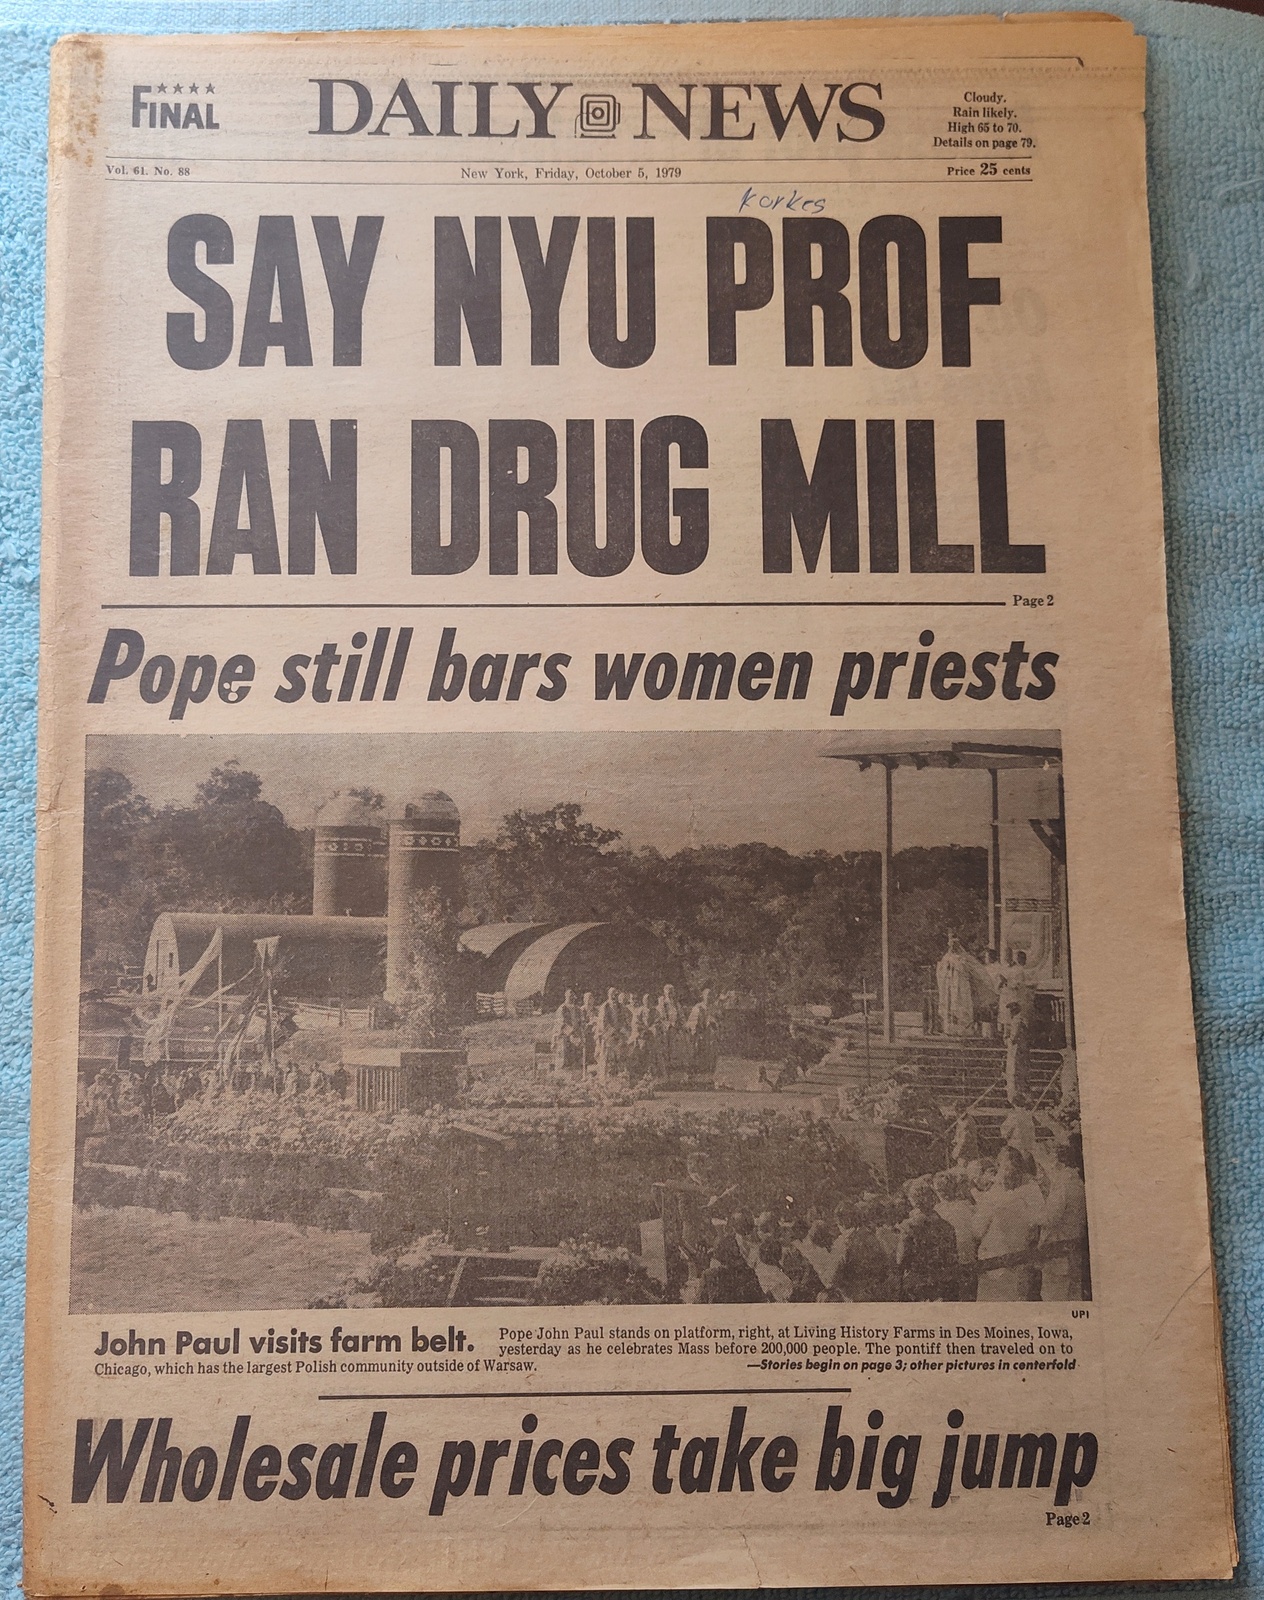 ★★★★
FINAL
DAILY NEWS
Cloudy.
Rain likely.
High 65 to 70.
Details on page 79.
Vol. 61. No. 88
New York, Friday, October 5, 1979
Price 25 cents
Korkes
SAY NYU PROF
RAN DRUG MILL
Page 2
Pope still bars women priests
UPI
John Paul visits farm belt. Pope John Paul stands on platform, right, at Living History Farms in Des Moines, Iowa,
yesterday as he celebrates Mass before 200,000 people. The pontiff then traveled on to
Chicago, which has the largest Polish community outside of Warsaw.
—Stories begin on page 3; other pictures in centerfold
Wholesale prices take big jump
Page 2